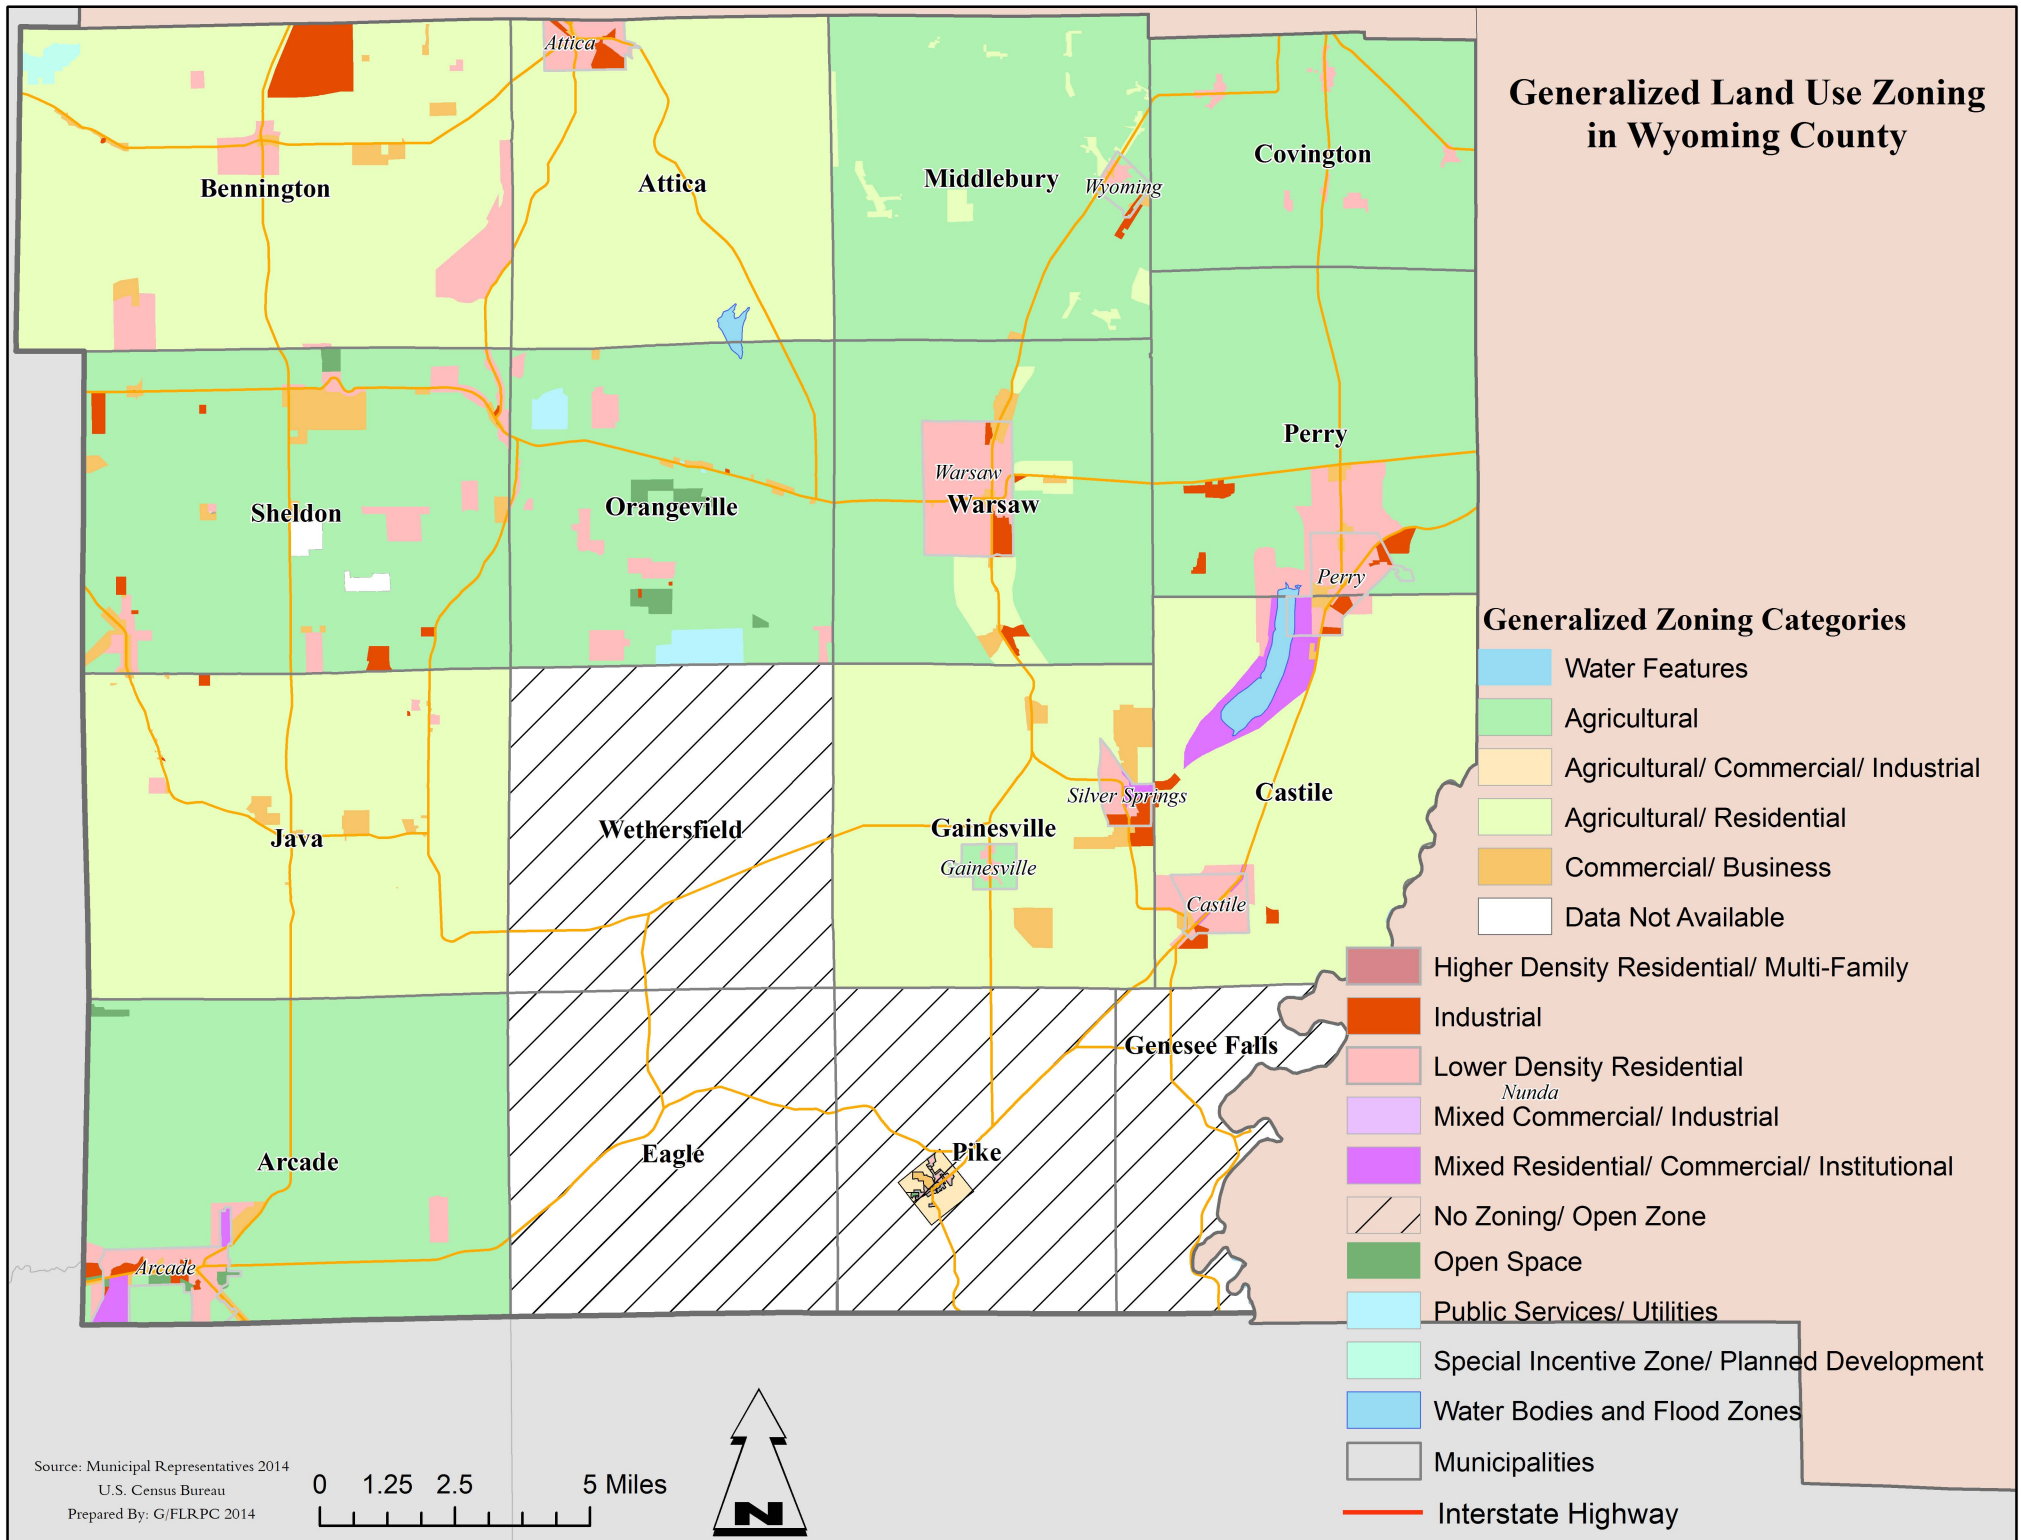 Generalized Land Use Zoning
in Wyoming County
Attica
Bennington
Attica
Middlebury
Wyoming
Covington
Perry
Sheldon
Orangeville
Warsaw
Warsaw
Perry
Java
Wethersfield
Gainesville
Gainesville
Silver Springs
Castile
Castile
Genesee Falls
Arcade
Arcade
Eagle
Pike
Nunda
Generalized Zoning Categories
Water Features
Agricultural
Agricultural/ Commercial/ Industrial
Agricultural/ Residential
Commercial/ Business
Data Not Available
Higher Density Residential/ Multi-Family
Industrial
Lower Density Residential
Mixed Commercial/ Industrial
Mixed Residential/ Commercial/ Institutional
No Zoning/ Open Zone
Open Space
Public Services/ Utilities
Special Incentive Zone/ Planned Development
Water Bodies and Flood Zones
Municipalities
Interstate Highway
Source: Municipal Representatives 2014
U.S. Census Bureau
Prepared By: G/FLRPC 2014
0 1.25 2.5 5 Miles
N